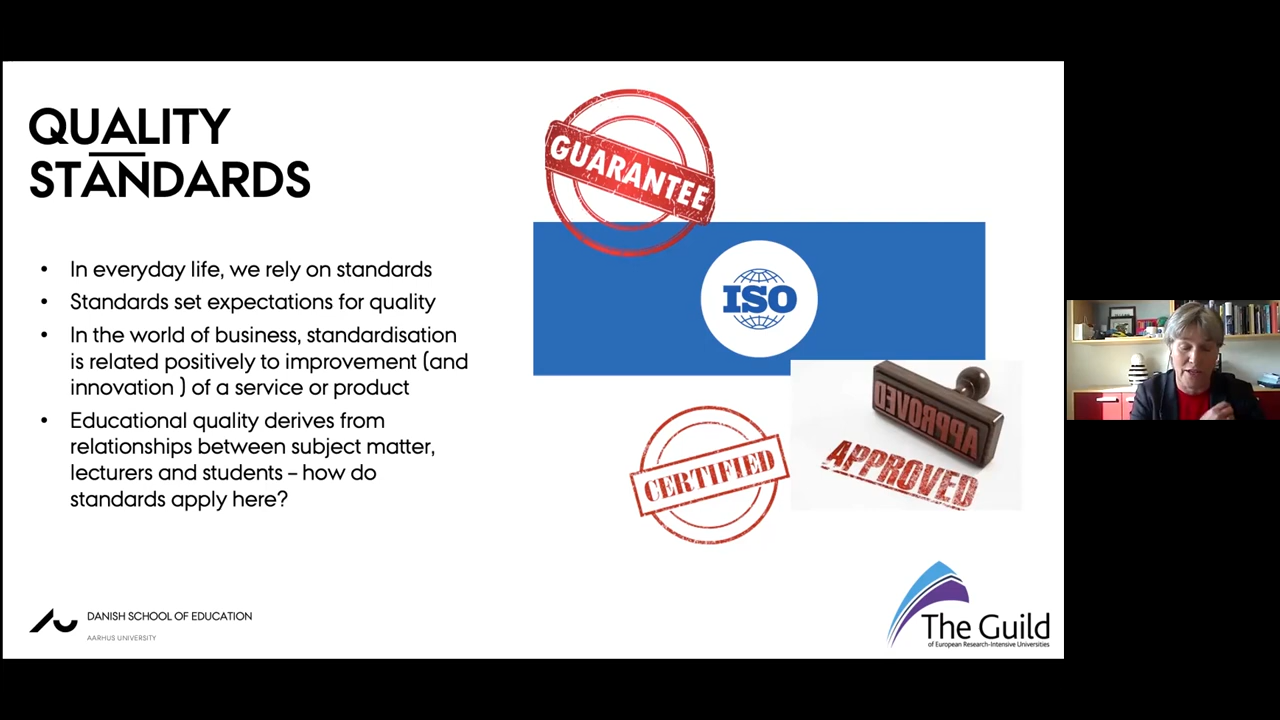 QUALITY
STANDARDS
• In everyday life, we rely on standards
• Standards set expectations for quality
• In the world of business, standardisation
is related positively to improvement (and
innovation ) of a service or product
• Educational quality derives from
relationships between subject matter,
lecturers and students – how do
standards apply here?
GUARANTEE
ISO
APPROVED
APPROVED
CERTIFIED
DANISH SCHOOL OF EDUCATION
AARHUS UNIVERSITY
The Guild
of European Research-Intensive Universities